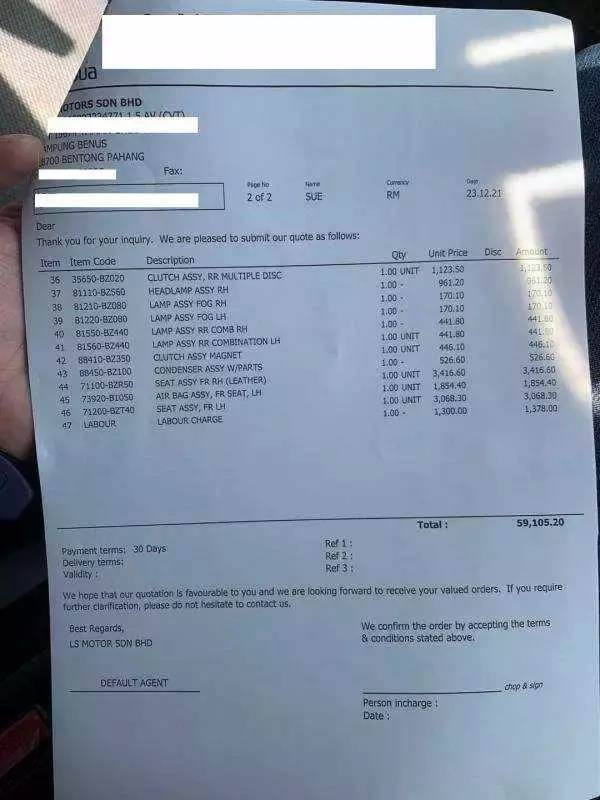 ua
OTORS SDN BHD
1.5 AV (CVT)
AMPUNG BENUS
8700 BENTONG PAHANG
Fax:
Page No Name Currency Date
2 of 2 SUE RM 23.12.21
Dear
Thank you for your inquiry. We are pleased to submit our quote as follows:
Item Item Code Description Qty Unit Price Disc Amount
36 35650-BZ020 CLUTCH ASSY, RR MULTIPLE DISC 1.00 UNIT 1,123.50 1,123.50
37 81110-BZ560 HEADLAMP ASSY RH 1.00 - 961.20 961.20
38 81210-BZ080 LAMP ASSY FOG RH 1.00 - 170.10 170.10
39 81220-BZ080 LAMP ASSY FOG LH 1.00 - 170.10 170.10
40 81550-BZ440 LAMP ASSY RR COMB RH 1.00 - 441.80 441.80
41 81560-BZ440 LAMP ASSY RR COMBINATION LH 1.00 UNIT 441.80 441.80
42 88410-BZ350 CLUTCH ASSY MAGNET 1.00 UNIT 446.10 446.10
43 88450-BZ100 CONDENSER ASSY W/PARTS 1.00 - 526.60 526.60
44 71100-BZR50 SEAT ASSY FR RH (LEATHER) 1.00 UNIT 3,416.60 3,416.60
45 73920-B1050 AIR BAG ASSY, FR SEAT, LH 1.00 UNIT 1,854.40 1,854.40
46 71200-BZT40 SEAT ASSY, FR LH 1.00 UNIT 3,068.30 3,068.30
47 LABOUR LABOUR CHARGE 1.00 - 1,300.00 1,378.00
Total : 59,105.20
Payment terms: 30 Days Ref 1 :
Delivery terms: Ref 2 :
Validity : Ref 3 :
We hope that our quotation is favourable to you and we are looking forward to receive your valued orders. If you require
further clarification, please do not hesitate to contact us.
Best Regards,
LS MOTOR SDN BHD
We confirm the order by accepting the terms
& conditions stated above.
DEFAULT AGENT
chop & sign
Person incharge :
Date :